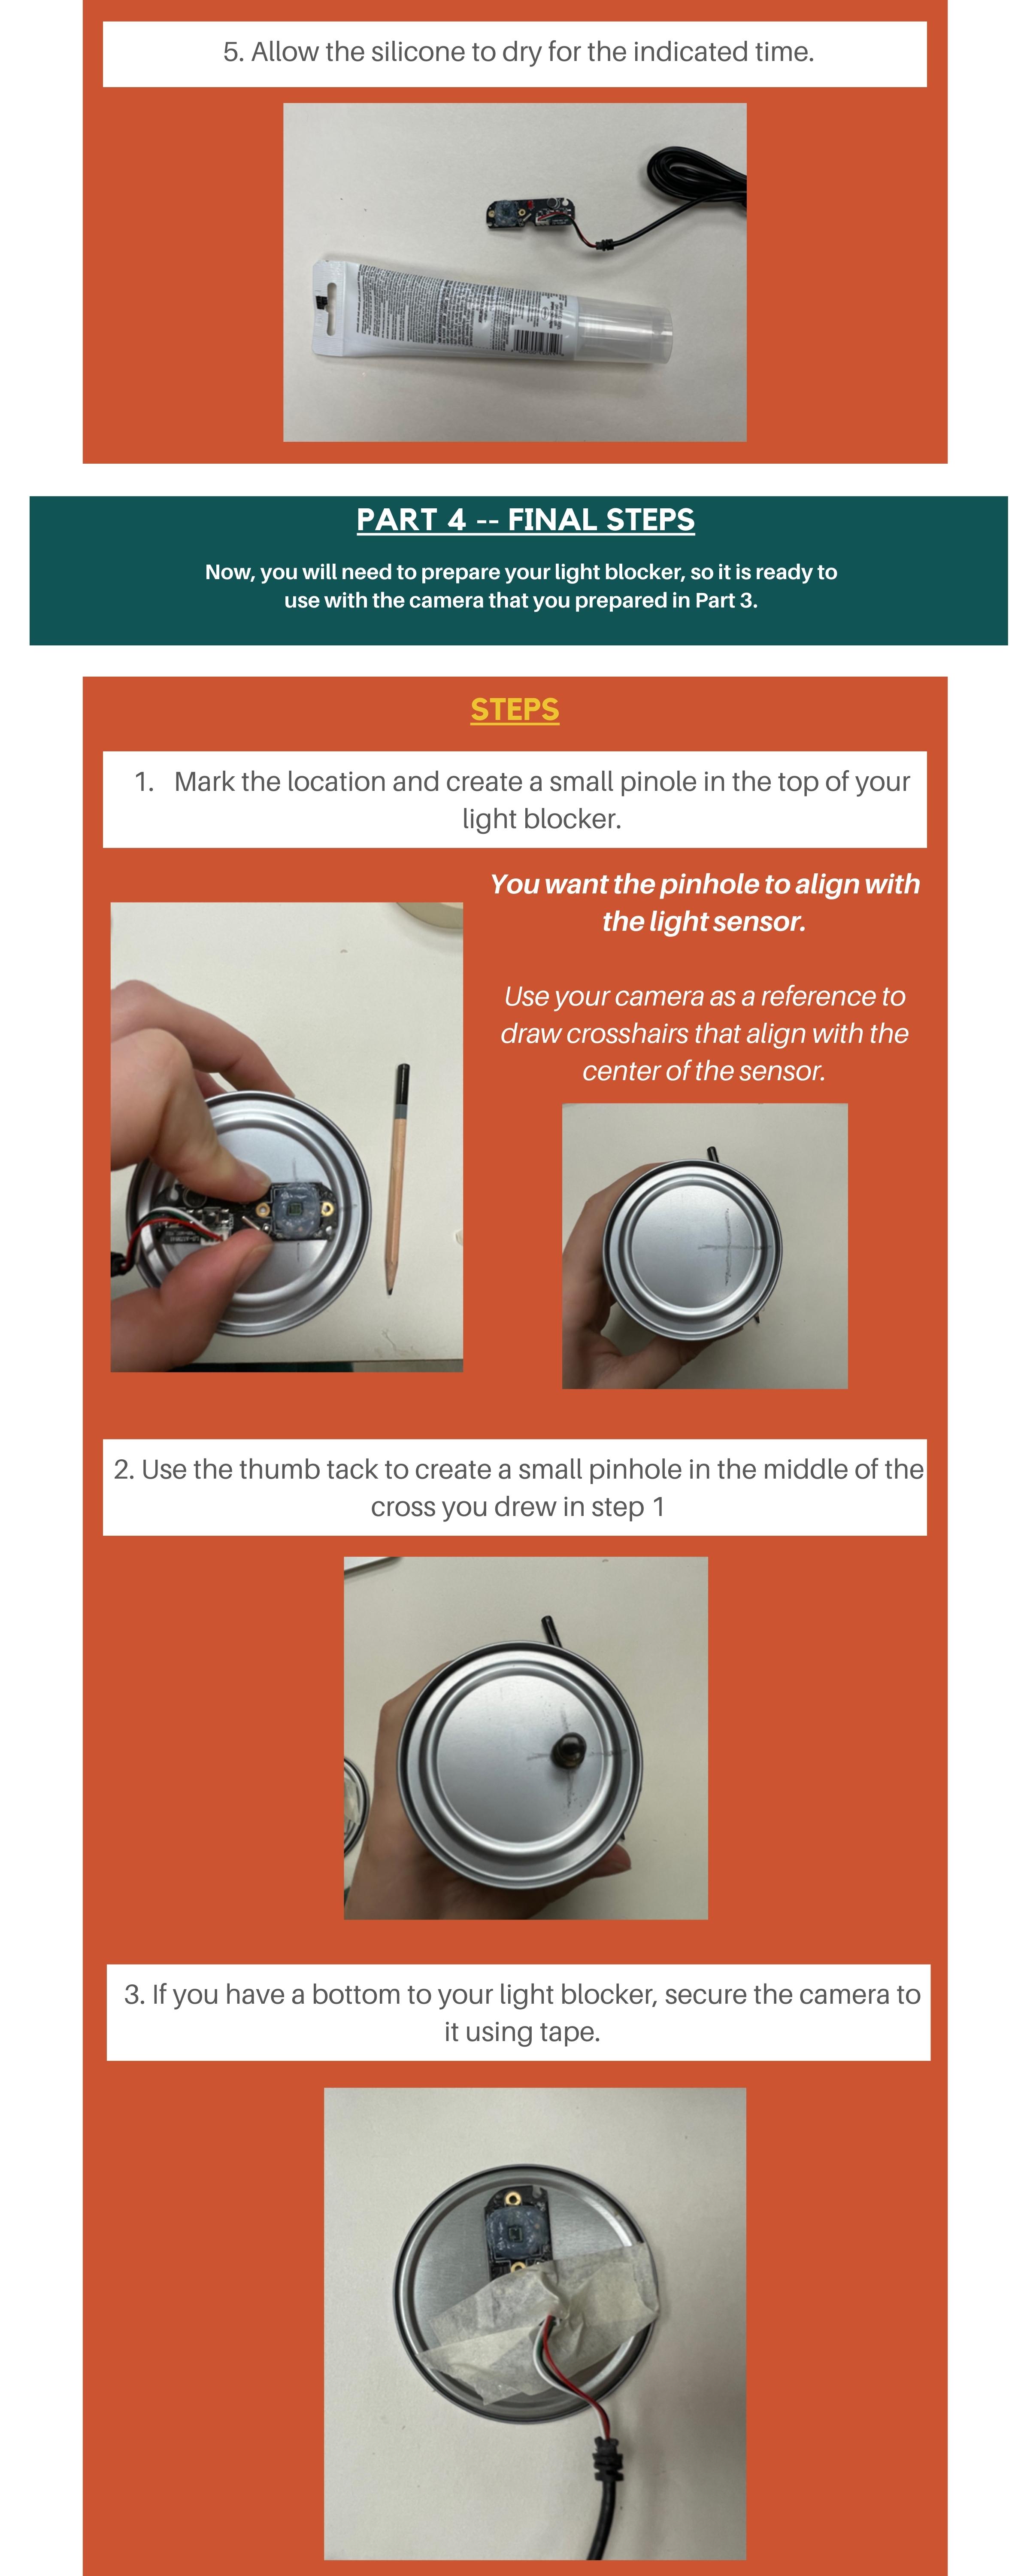 5. Allow the silicone to dry for the indicated time.
PART 4 -- FINAL STEPS
Now, you will need to prepare your light blocker, so it is ready to
use with the camera that you prepared in Part 3.
STEPS
1. Mark the location and create a small pinole in the top of your
light blocker.
You want the pinhole to align with
the light sensor.
Use your camera as a reference to
draw crosshairs that align with the
center of the sensor.
2. Use the thumb tack to create a small pinhole in the middle of the
cross you drew in step 1
3. If you have a bottom to your light blocker, secure the camera to
it using tape.